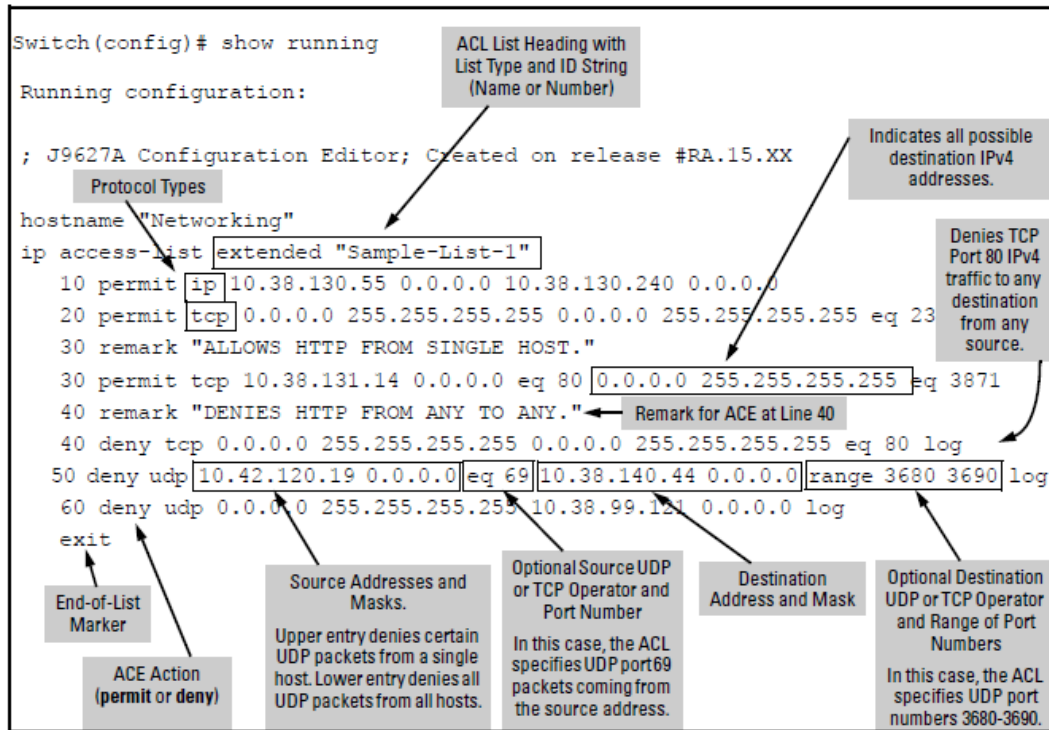 Switch(config)# show running
Running configuration:
; J9627A Configuration Editor; Created on release #RA.15.XX
hostname "Networking"
ip access-list extended "Sample-List-1"
10 permit ip 10.38.130.55 0.0.0.0 10.38.130.240 0.0.0.0
20 permit tcp 0.0.0.0 255.255.255.255 0.0.0.0 255.255.255.255 eq 23
30 remark "ALLOWS HTTP FROM SINGLE HOST."
30 permit tcp 10.38.131.14 0.0.0.0 eq 80 0.0.0.0 255.255.255.255 eq 3871
40 remark "DENIES HTTP FROM ANY TO ANY."
40 deny tcp 0.0.0.0 255.255.255.255 0.0.0.0 255.255.255.255 eq 80 log
50 deny udp 10.42.120.19 0.0.0.0 eq 69 10.38.140.44 0.0.0.0 range 3680 3690 log
60 deny udp 0.0.0.0 255.255.255.255 10.38.99.121 0.0.0.0 log
exit
ACL List Heading with
List Type and ID String
(Name or Number)
Indicates all possible
destination IPv4
addresses.
Protocol Types
Denies TCP
Port 80 IPv4
traffic to any
destination
from any
source.
Remark for ACE at Line 40
End-of-List
Marker
ACE Action
(permit or deny)
Source Addresses and
Masks.
Upper entry denies certain
UDP packets from a single
host. Lower entry denies all
UDP packets from all hosts.
Optional Source UDP
or TCP Operator and
Port Number
In this case, the ACL
specifies UDP port 69
packets coming from
the source address.
Destination
Address and Mask
Optional Destination
UDP or TCP Operator
and Range of Port
Numbers
In this case, the ACL
specifies UDP port
numbers 3680-3690.